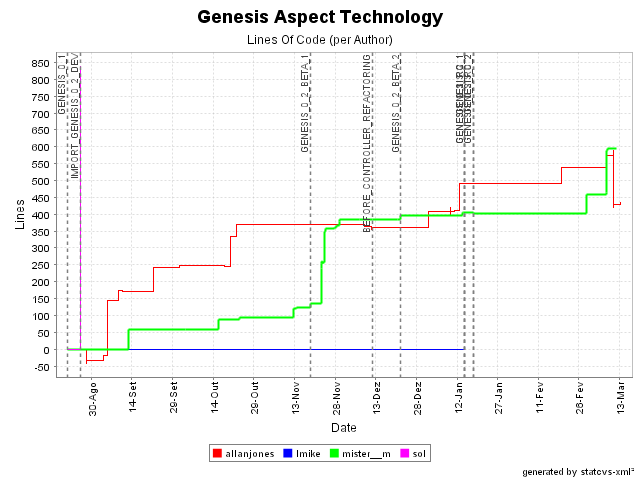 Genesis Aspect Technology
Lines Of Code (per Author)
Lines
850
800
750
700
650
600
550
500
450
400
350
300
250
200
150
100
50
0
-50
GENESIS_0_1
IMPORT_GENESIS_0_2_DEV
GENESIS_0_2_BETA_1
BEFORE_CONTROLLER_REFACTORING
GENESIS_0_2_BETA_2
30-Ago
14-Set
29-Set
14-Out
29-Out
13-Nov
28-Nov
13-Dez
28-Dez
12-Jan
27-Jan
11-Fev
26-Fev
13-Mar
Date
allanjones
lmike
mister__m
sol
generated by statcvs-xml²